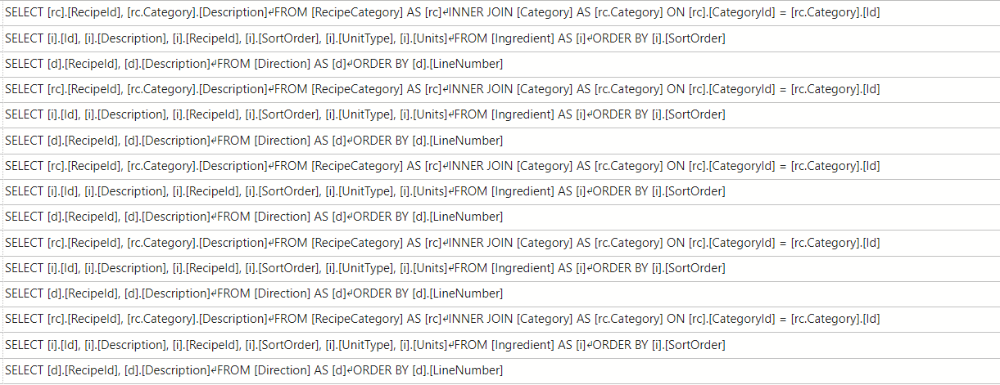 SELECT [rc].[RecipeId], [rc.Category].[Description]↵FROM [RecipeCategory] AS [rc]↵INNER JOIN [Category] AS [rc.Category] ON [rc].[CategoryId] = [rc.Category].[Id]
SELECT [i].[Id], [i].[Description], [i].[RecipeId], [i].[SortOrder], [i].[UnitType], [i].[Units]↵FROM [Ingredient] AS [i]↵ORDER BY [i].[SortOrder]
SELECT [d].[RecipeId], [d].[Description]↵FROM [Direction] AS [d]↵ORDER BY [d].[LineNumber]
SELECT [rc].[RecipeId], [rc.Category].[Description]↵FROM [RecipeCategory] AS [rc]↵INNER JOIN [Category] AS [rc.Category] ON [rc].[CategoryId] = [rc.Category].[Id]
SELECT [i].[Id], [i].[Description], [i].[RecipeId], [i].[SortOrder], [i].[UnitType], [i].[Units]↵FROM [Ingredient] AS [i]↵ORDER BY [i].[SortOrder]
SELECT [d].[RecipeId], [d].[Description]↵FROM [Direction] AS [d]↵ORDER BY [d].[LineNumber]
SELECT [rc].[RecipeId], [rc.Category].[Description]↵FROM [RecipeCategory] AS [rc]↵INNER JOIN [Category] AS [rc.Category] ON [rc].[CategoryId] = [rc.Category].[Id]
SELECT [i].[Id], [i].[Description], [i].[RecipeId], [i].[SortOrder], [i].[UnitType], [i].[Units]↵FROM [Ingredient] AS [i]↵ORDER BY [i].[SortOrder]
SELECT [d].[RecipeId], [d].[Description]↵FROM [Direction] AS [d]↵ORDER BY [d].[LineNumber]
SELECT [rc].[RecipeId], [rc.Category].[Description]↵FROM [RecipeCategory] AS [rc]↵INNER JOIN [Category] AS [rc.Category] ON [rc].[CategoryId] = [rc.Category].[Id]
SELECT [i].[Id], [i].[Description], [i].[RecipeId], [i].[SortOrder], [i].[UnitType], [i].[Units]↵FROM [Ingredient] AS [i]↵ORDER BY [i].[SortOrder]
SELECT [d].[RecipeId], [d].[Description]↵FROM [Direction] AS [d]↵ORDER BY [d].[LineNumber]
SELECT [rc].[RecipeId], [rc.Category].[Description]↵FROM [RecipeCategory] AS [rc]↵INNER JOIN [Category] AS [rc.Category] ON [rc].[CategoryId] = [rc.Category].[Id]
SELECT [i].[Id], [i].[Description], [i].[RecipeId], [i].[SortOrder], [i].[UnitType], [i].[Units]↵FROM [Ingredient] AS [i]↵ORDER BY [i].[SortOrder]
SELECT [d].[RecipeId], [d].[Description]↵FROM [Direction] AS [d]↵ORDER BY [d].[LineNumber]